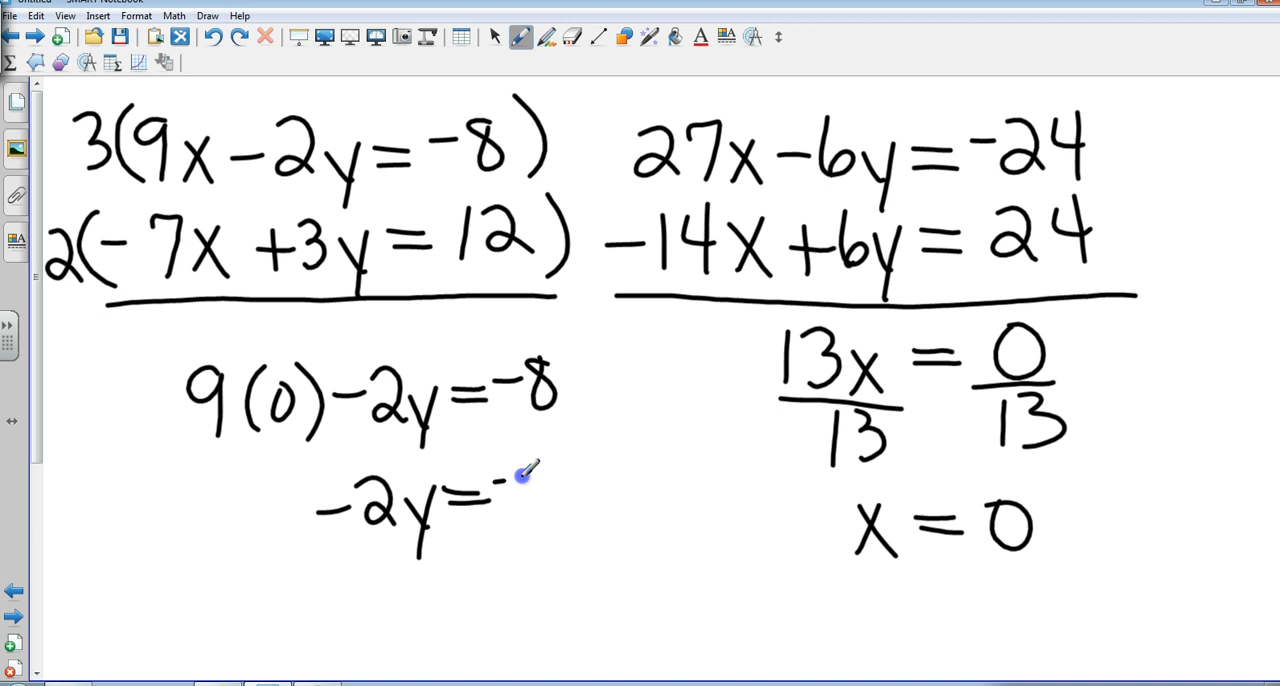 File Edit View Insert Format Math Draw Help
3(9x-2y=-8)
2(-7x+3y=12)
9(0)-2y=-8
-2y=-
27x-6y=-24
-14x+6y=24
13x = 0
13 13
x = 0